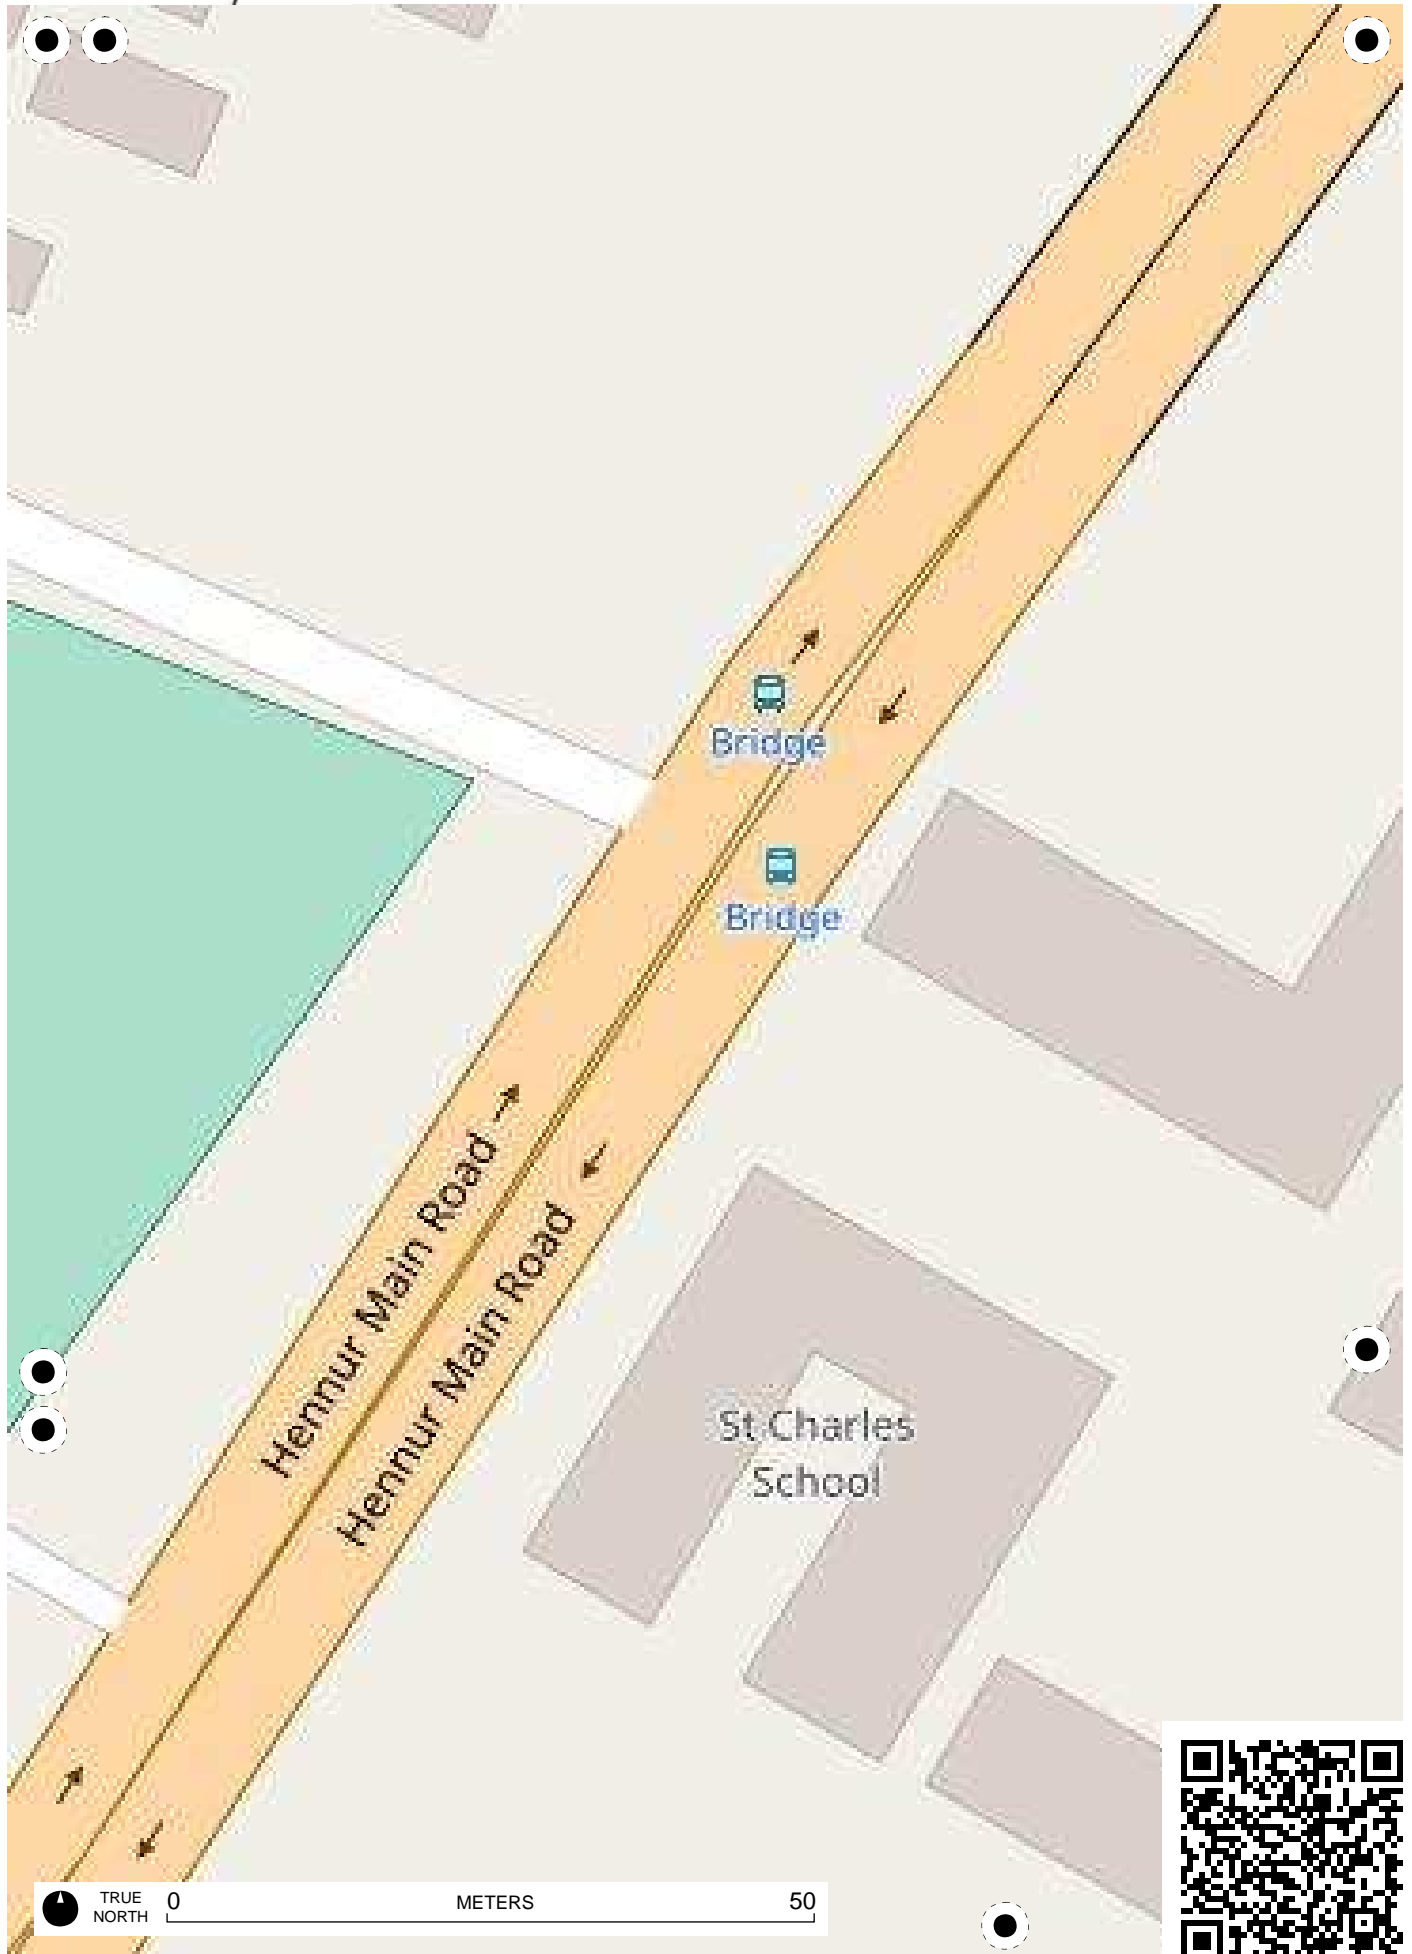 Bridge
Bridge
Hennur Main Road
Hennur Main Road
St Charles
School
TRUE
NORTH
0
METERS
50